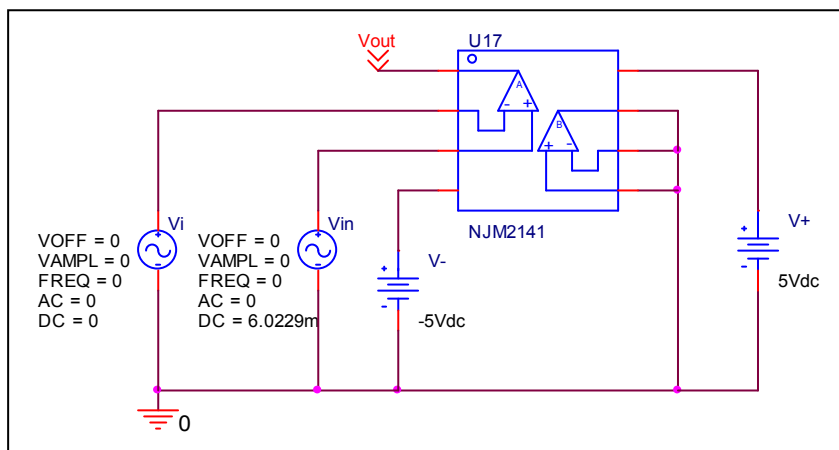 Vout
U17
A
- +
B
+ -
NJM2141
Vi
VOFF = 0
VAMPL = 0
FREQ = 0
AC = 0
DC = 0
Vin
VOFF = 0
VAMPL = 0
FREQ = 0
AC = 0
DC = 6.0229m
V-
-5Vdc
V+
5Vdc
0